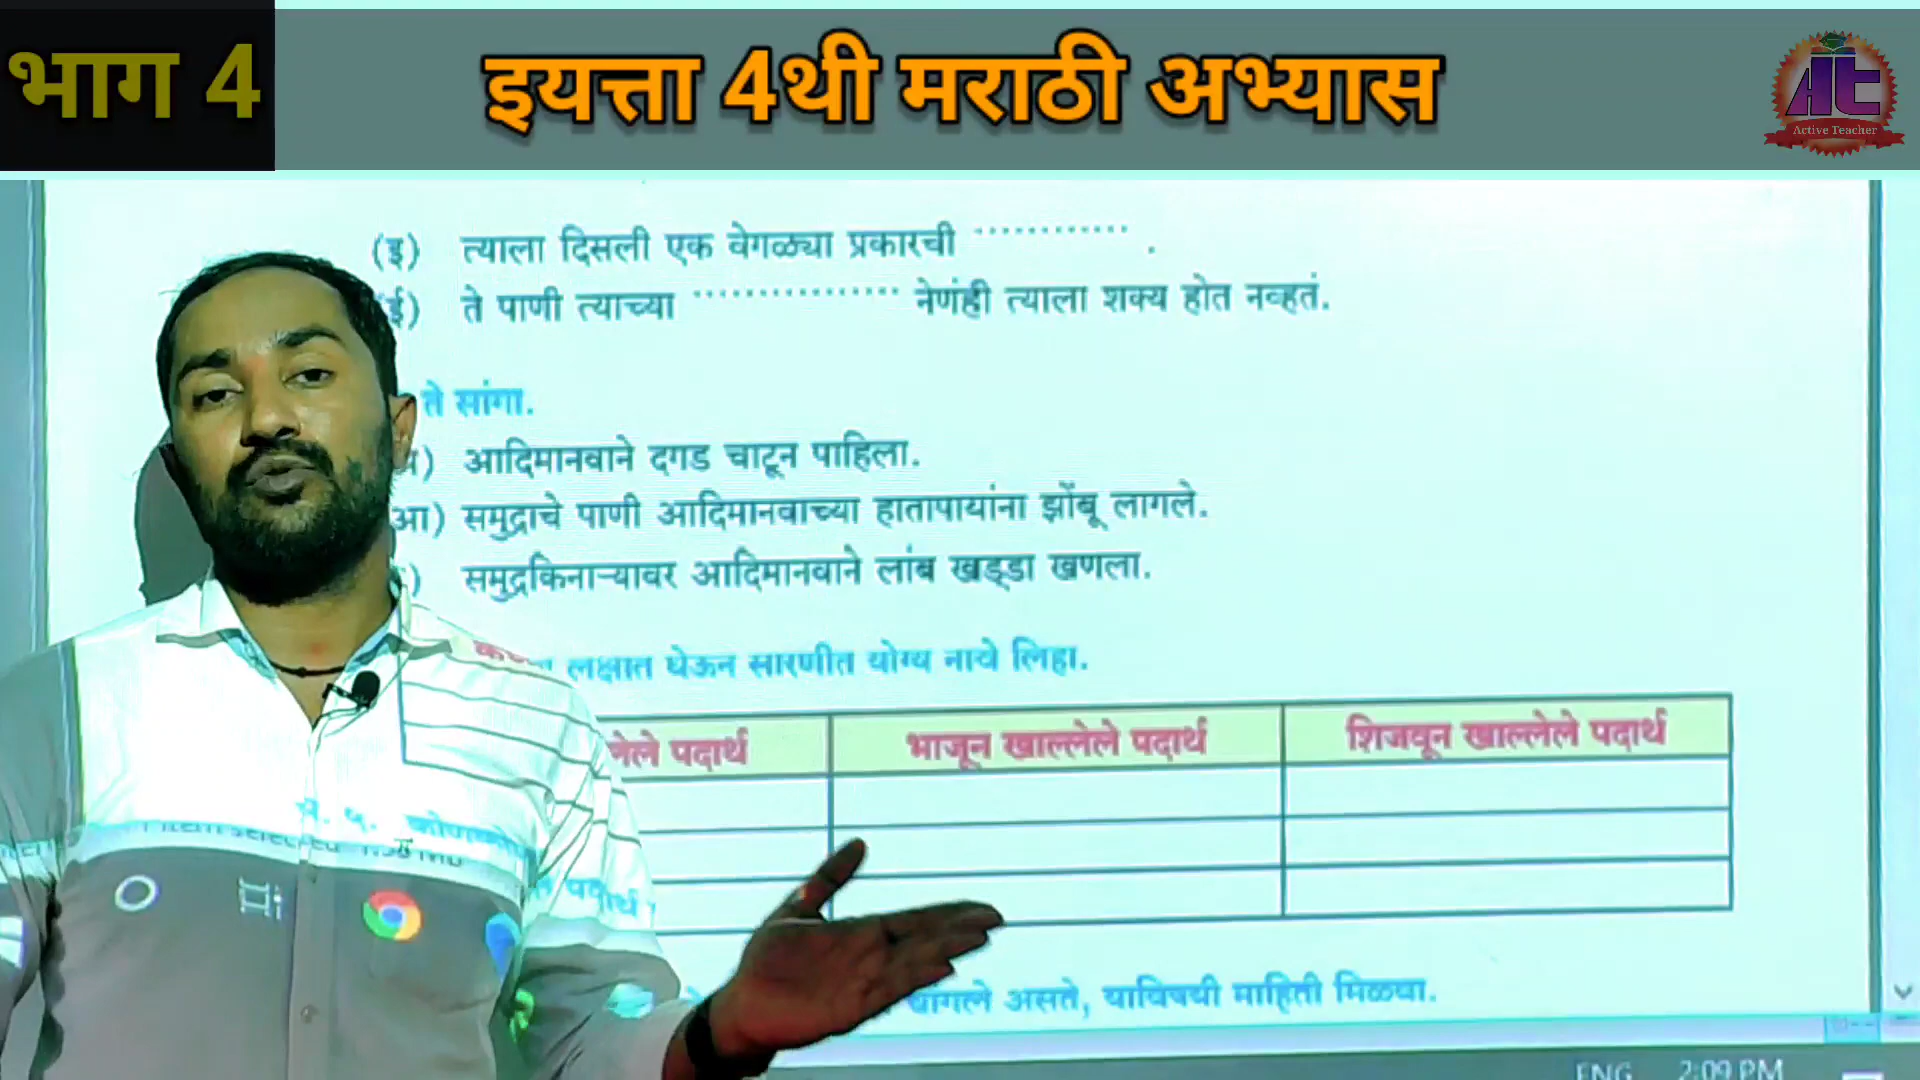 भाग 4
इयत्ता 4थी मराठी अभ्यास
Active Teacher
(इ) त्याला दिसली एक वेगळ्या प्रकारची ............ .
ई) ते पाणी त्याच्या ................ नेणंही त्याला शक्य होत नव्हतं.
ते सांगा.
आदिमानवाने दगड चाटून पाहिला.
आ) समुद्राचे पाणी आदिमानवाच्या हातापायांना झोंबू लागले.
समुद्रकिनाऱ्यावर आदिमानवाने लांब खड्डा खणला.
लक्षात घेऊन सारणीत योग्य नावे लिहा.
पदार्थ
भाजून खाल्लेले पदार्थ
शिजवून खाल्लेले पदार्थ
चांगले असते, याविषयी माहिती मिळवा.
ENG 2:09 PM